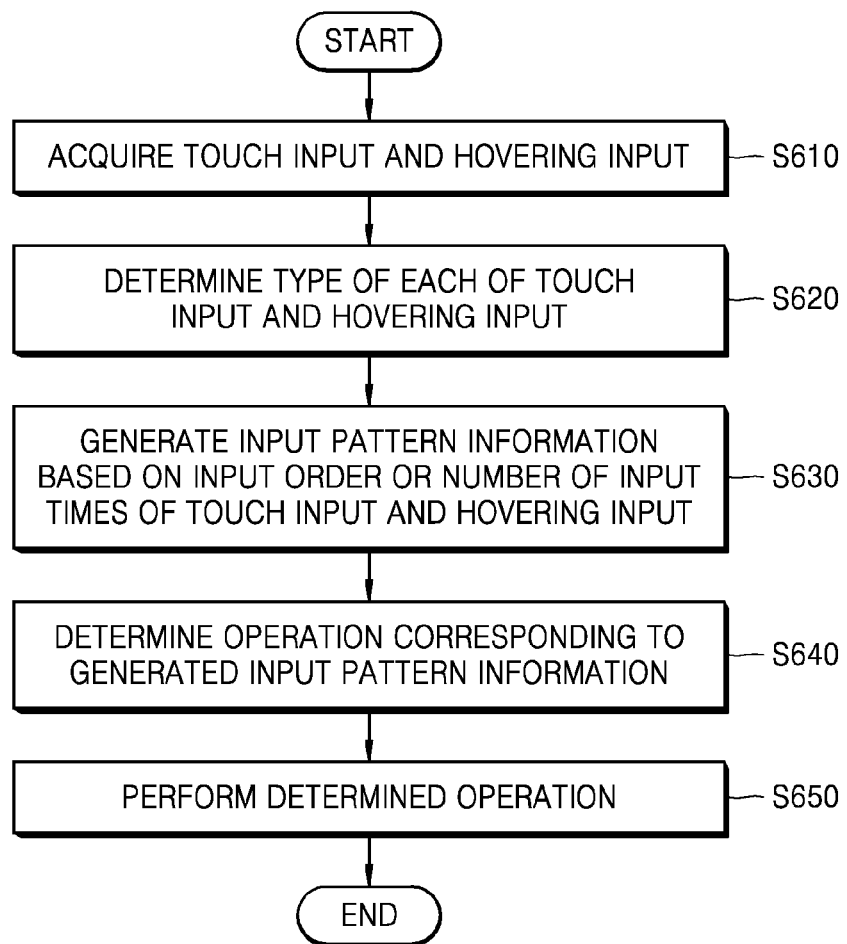 START
ACQUIRE TOUCH INPUT AND HOVERING INPUT
S610
DETERMINE TYPE OF EACH OF TOUCH
INPUT AND HOVERING INPUT
S620
GENERATE INPUT PATTERN INFORMATION
BASED ON INPUT ORDER OR NUMBER OF INPUT
TIMES OF TOUCH INPUT AND HOVERING INPUT
S630
DETERMINE OPERATION CORRESPONDING TO
GENERATED INPUT PATTERN INFORMATION
S640
PERFORM DETERMINED OPERATION
S650
END